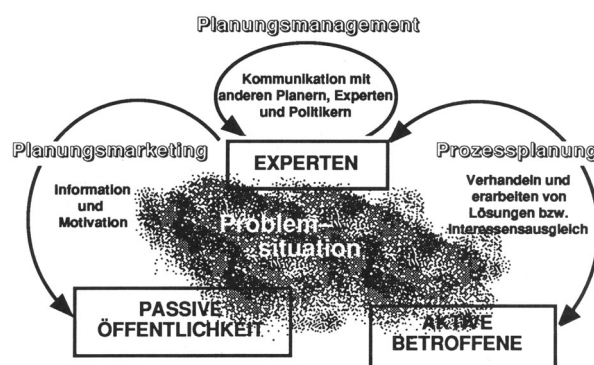 Planungsmanagement
Kommunikation mit
anderen Planern, Experten
und Politikern
Planungsmarketing
EXPERTEN
Prozessplanung
Information
und
Motivation
Verhandeln und
erarbeiten von
Lösungen bzw.
Interessensausgleich
Problem-
situation
PASSIVE
ÖFFENTLICHKEIT
AKTIVE
BETROFFENE